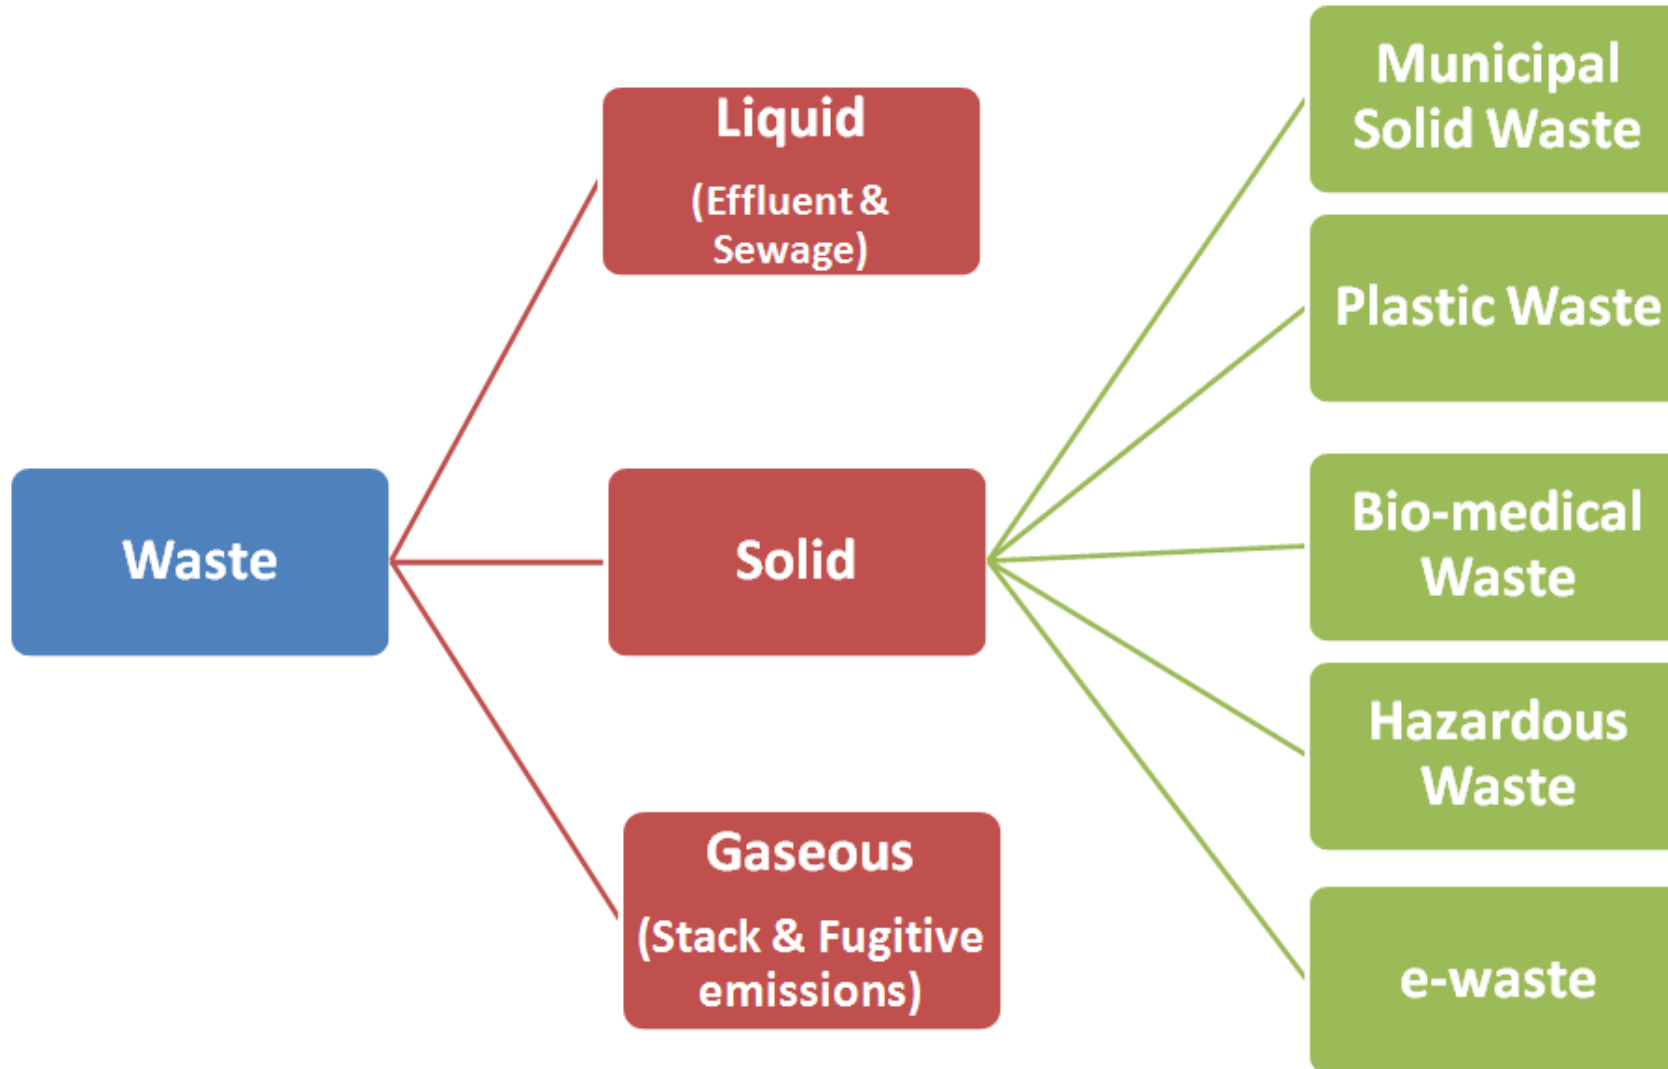 Waste
Liquid
(Effluent &
Sewage)
Solid
Gaseous
(Stack & Fugitive
emissions)
Municipal
Solid Waste
Plastic Waste
Bio-medical
Waste
Hazardous
Waste
e-waste